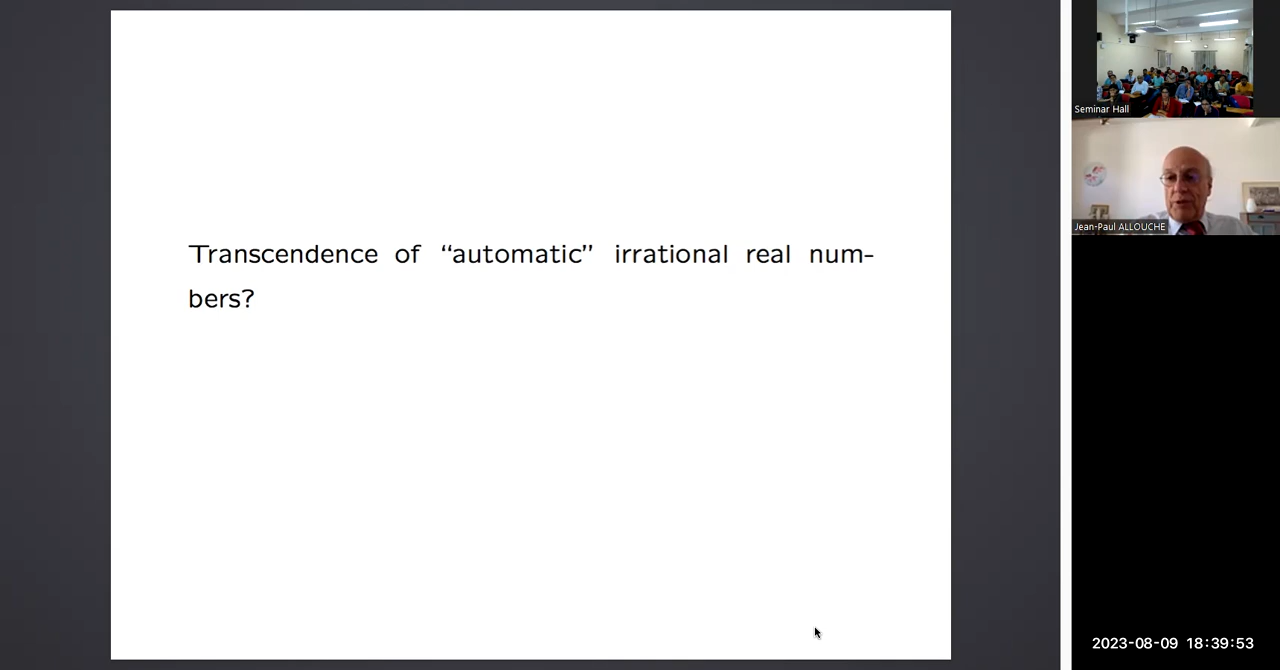 Transcendence of “automatic” irrational real num-
bers?
Seminar Hall
Jean-Paul ALLOUCHE
2023-08-09 18:39:53